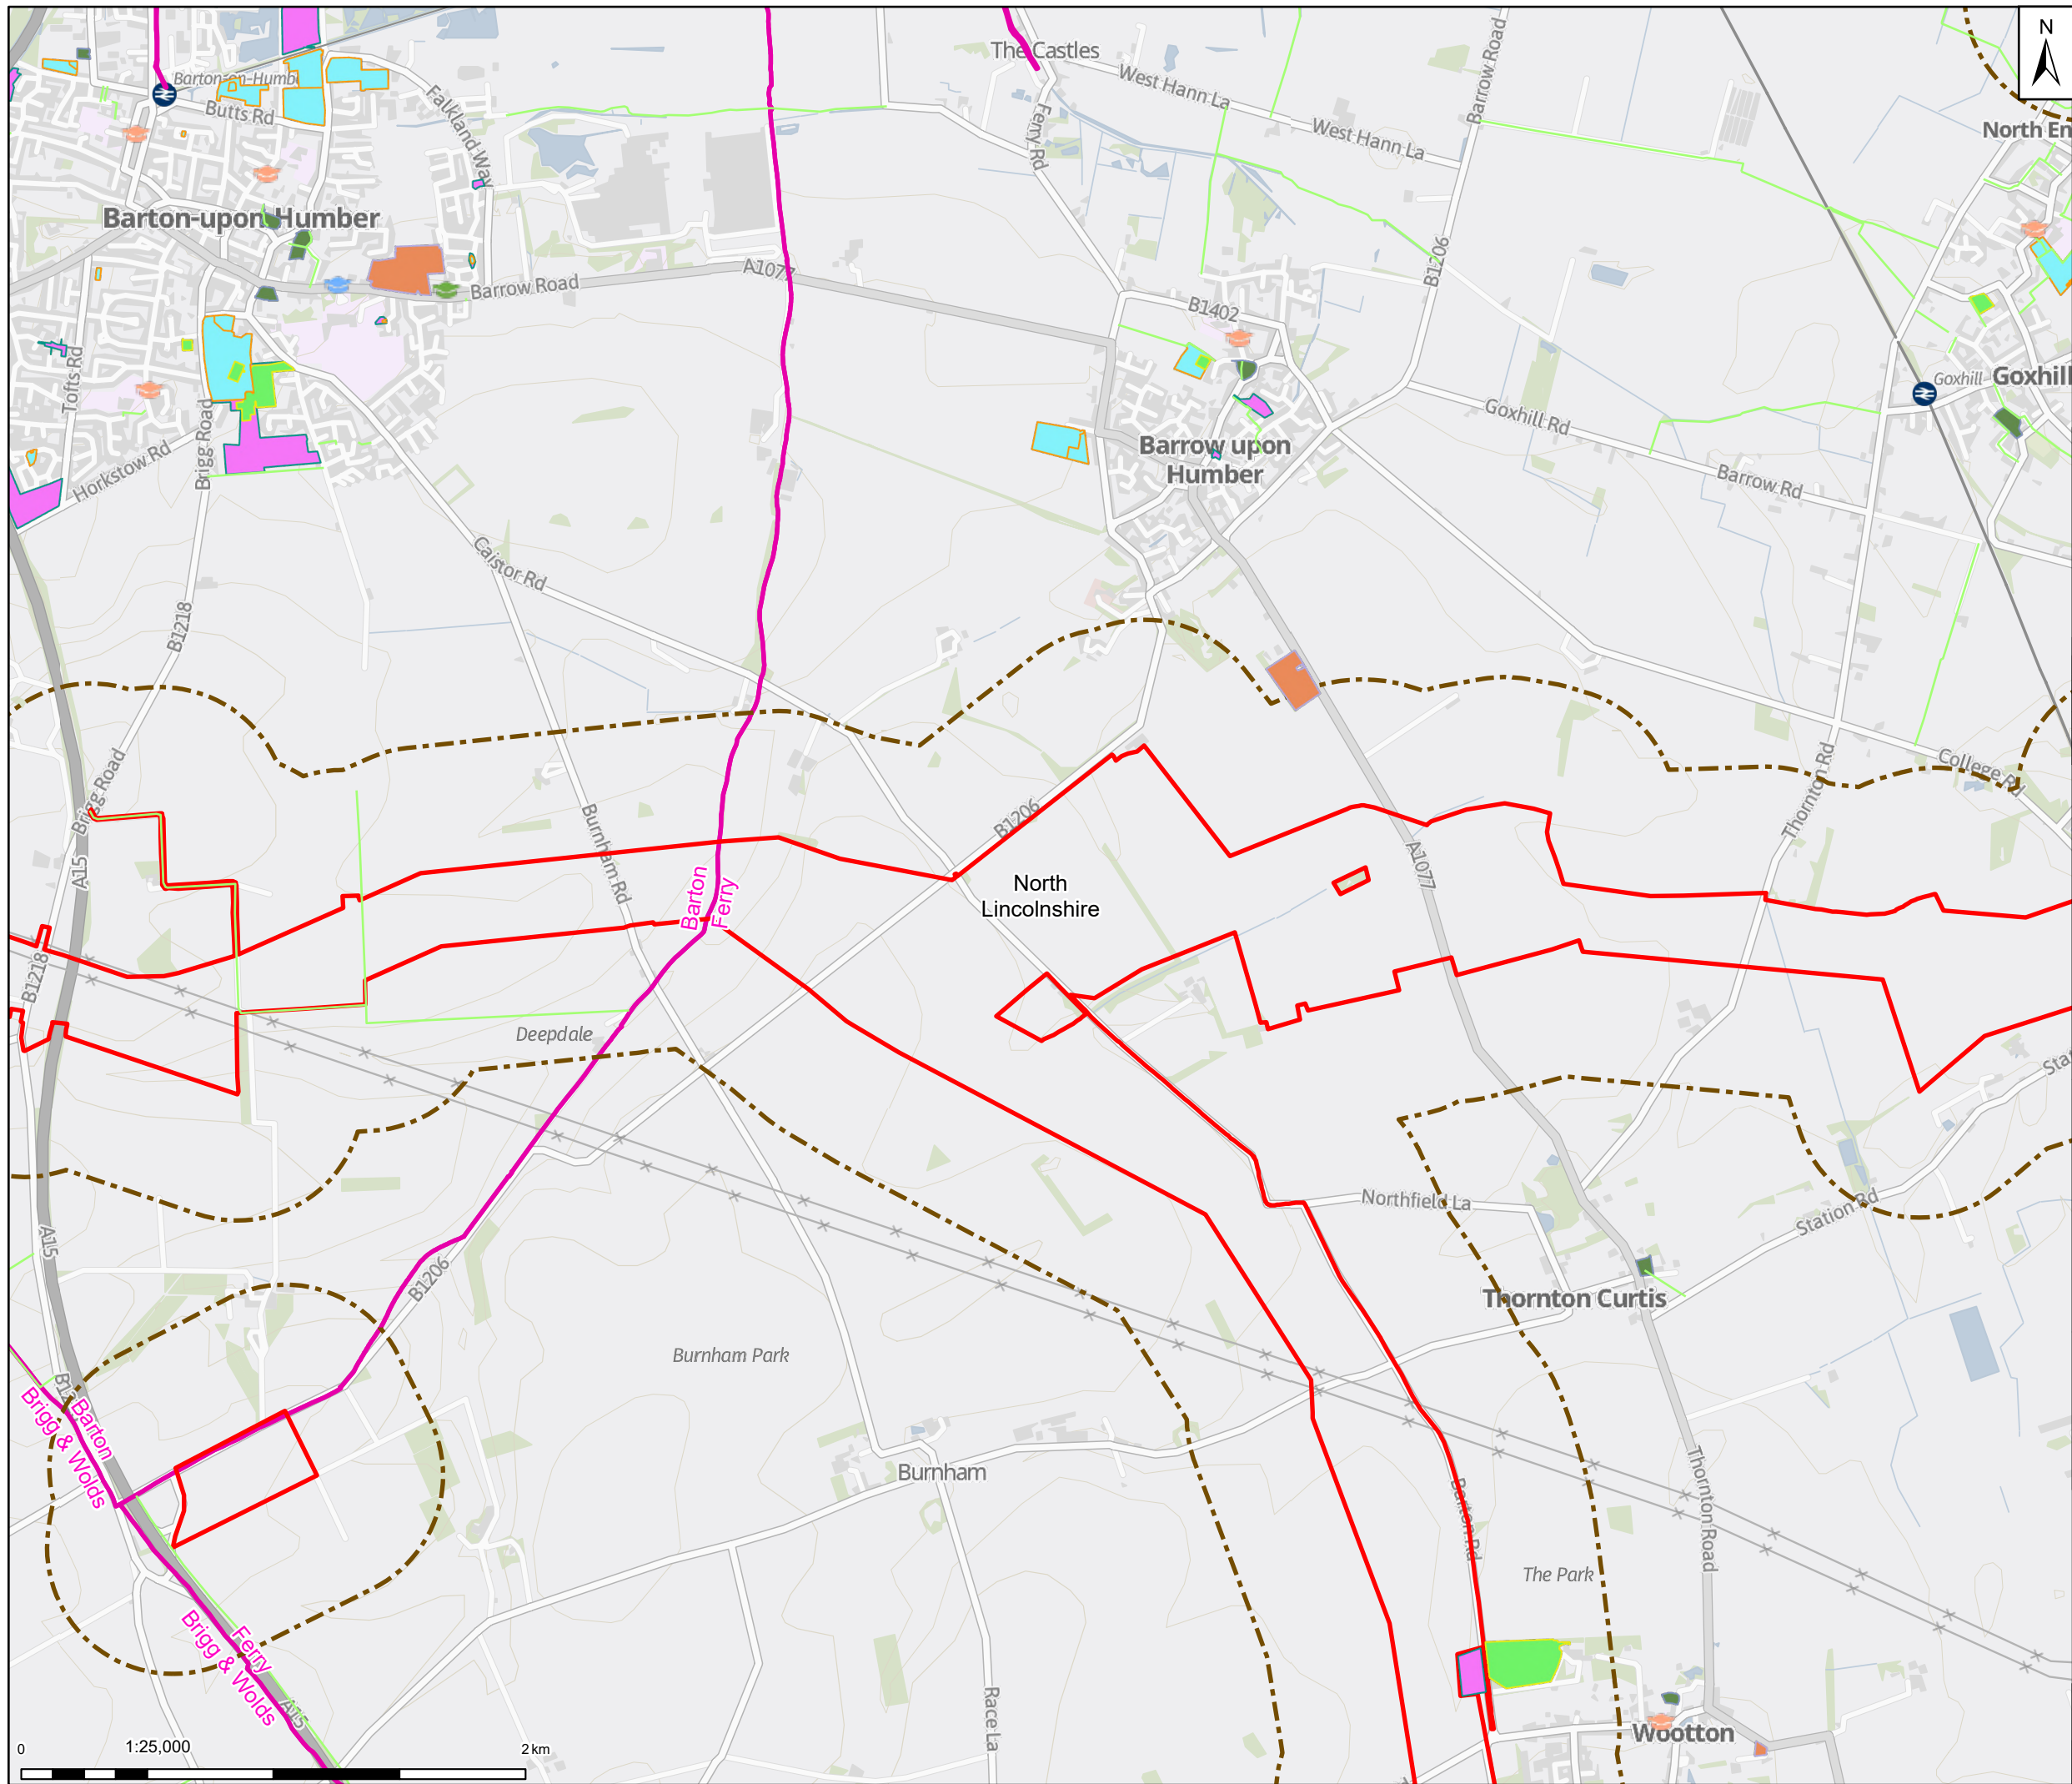 N
The Castles
Barton-on-Humb
West Hann La
Barrow Road
Falkland Way
Butts Rd
Ferry Rd
West Hann La
North En
Barton-upon Humber
B1206
A1077
Barrow Road
B1402
Goxhill
Goxhill
Tofts Rd
Brigg Road
Goxhill Rd
Barrow upon
Humber
Horkstow Rd
Barrow Rd
Caistor Rd
B1218
College Rd
Thornton Rd
Brigg Road
Burnham Rd
B1206
A15
A1077
Barton
Ferry
North
Lincolnshire
B1218
Deepdale
Sta
Northfield La
Station Rd
A15
B1206
Thornton Curtis
Burnham Park
Barton
Brigg & Wolds
Burnham
Thornton Road
Barton Rd
The Park
Ferry
Brigg & Wolds
A15
Race La
Wootton
0
1:25,000
2 km